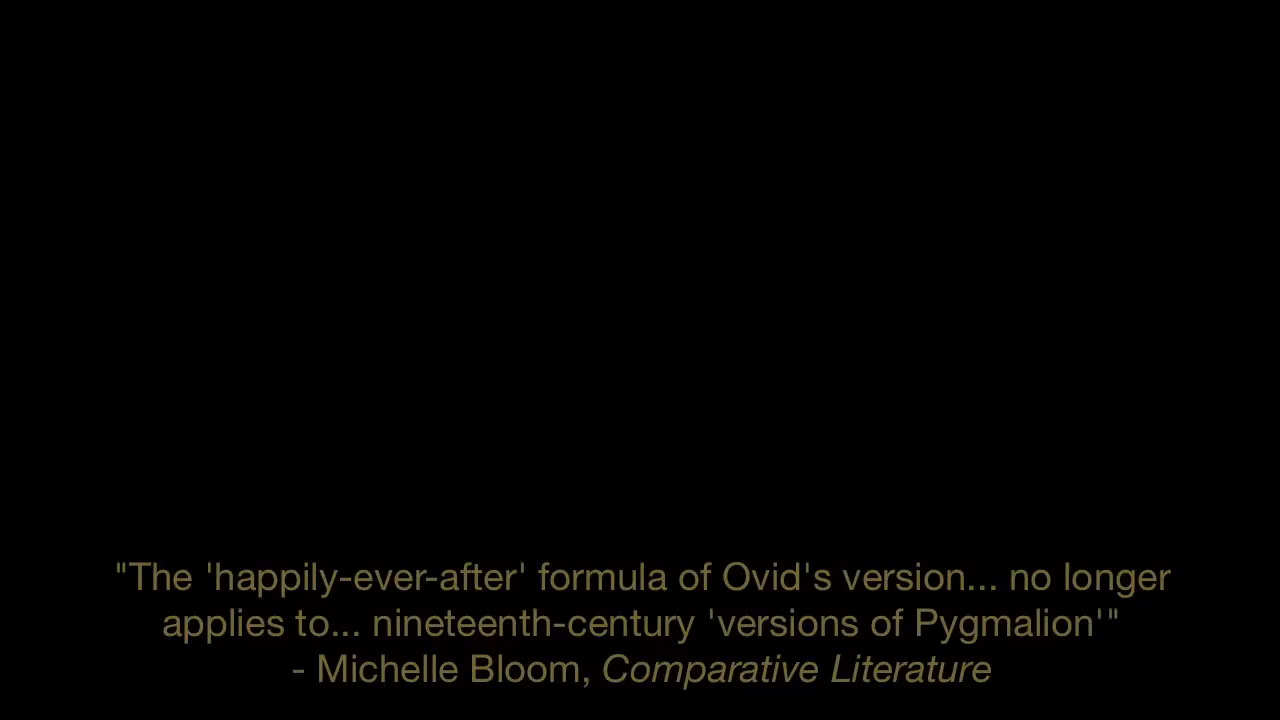 "The 'happily-ever-after' formula of Ovid's version... no longer
applies to... nineteenth-century 'versions of Pygmalion'"
- Michelle Bloom, Comparative Literature